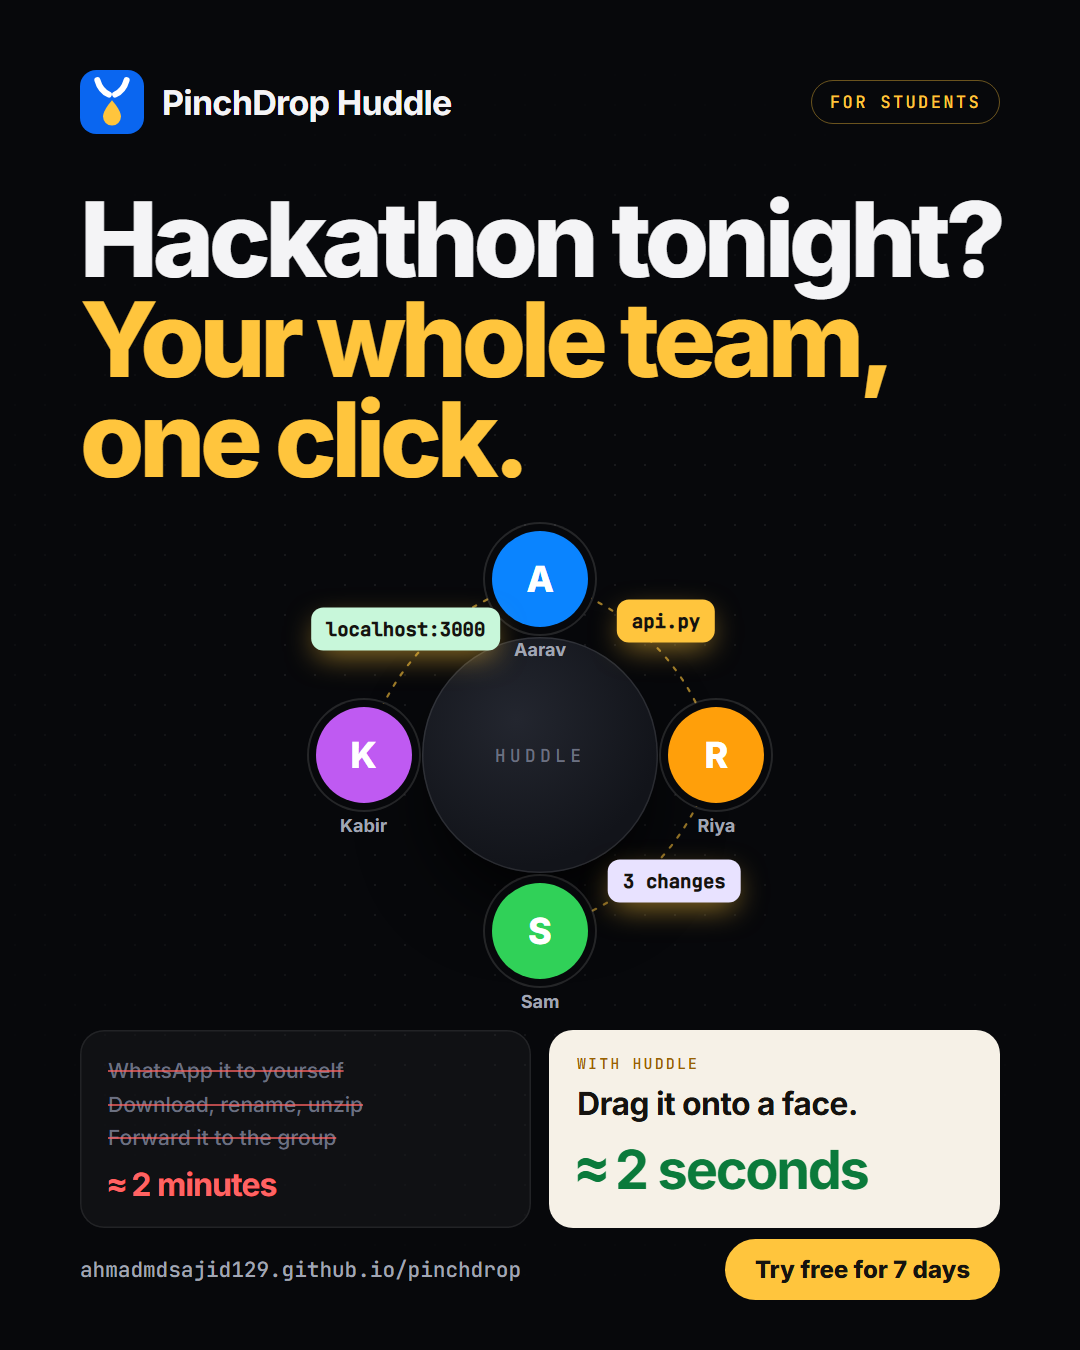 PinchDrop Huddle
FOR STUDENTS
Hackathon tonight?
Your whole team,
one click.
A
localhost:3000
api.py
Aarav
K
HUDDLE
R
Kabir
Riya
3 changes
S
Sam
WhatsApp it to yourself
Download, rename, unzip
Forward it to the group
≈ 2 minutes
WITH HUDDLE
Drag it onto a face.
≈ 2 seconds
ahmadmdsajid129.github.io/pinchdrop
Try free for 7 days